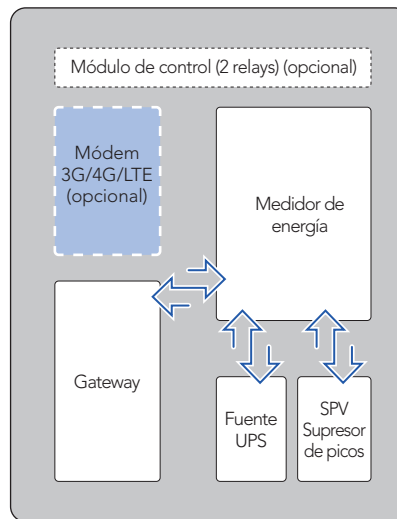 Módulo de control (2 relays) (opcional)
Módem
3G/4G/LTE
(opcional)
Medidor de
energía
Gateway
Fuente
UPS
SPV
Supresor
de picos